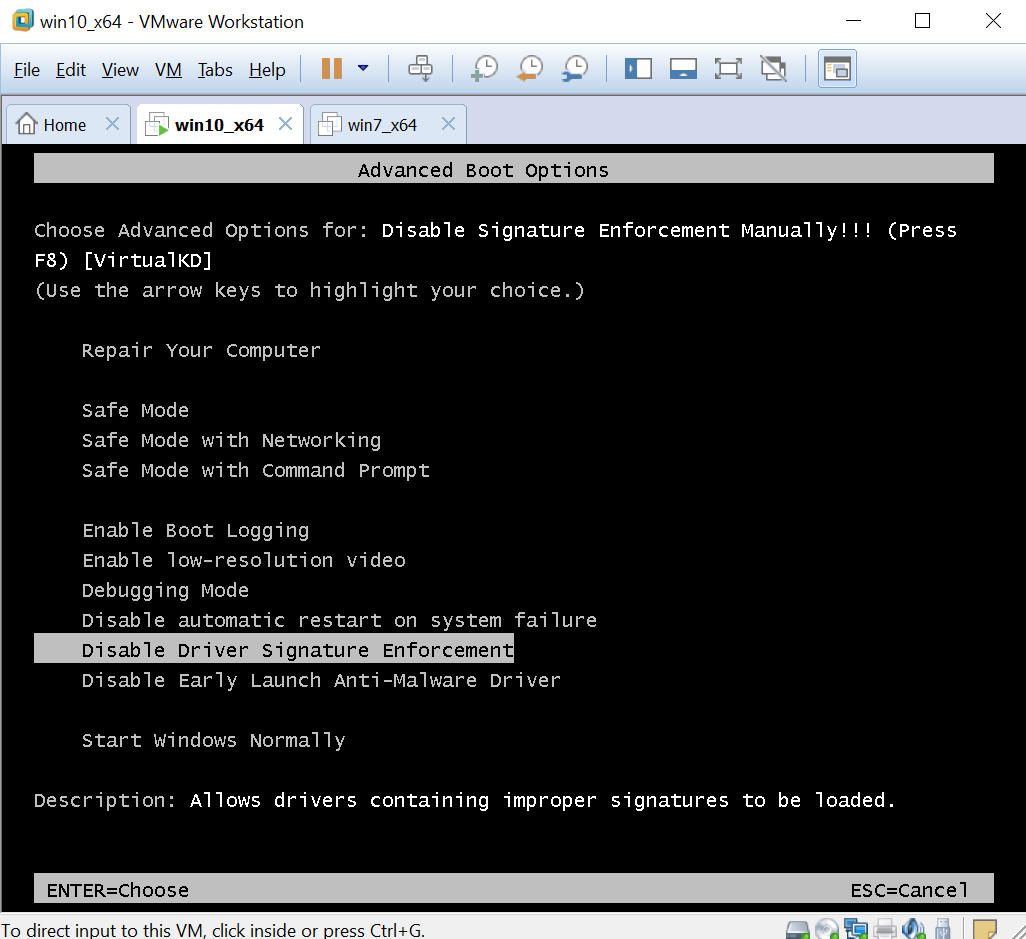 win10_x64 - VMware Workstation
File Edit View VM Tabs Help
Home win10_x64 win7_x64
Advanced Boot Options
Choose Advanced Options for: Disable Signature Enforcement Manually!!! (Press
F8) [VirtualKD]
(Use the arrow keys to highlight your choice.)
Repair Your Computer
Safe Mode
Safe Mode with Networking
Safe Mode with Command Prompt
Enable Boot Logging
Enable low-resolution video
Debugging Mode
Disable automatic restart on system failure
Disable Driver Signature Enforcement
Disable Early Launch Anti-Malware Driver
Start Windows Normally
Description: Allows drivers containing improper signatures to be loaded.
ENTER=Choose ESC=Cancel
To direct input to this VM, click inside or press Ctrl+G.